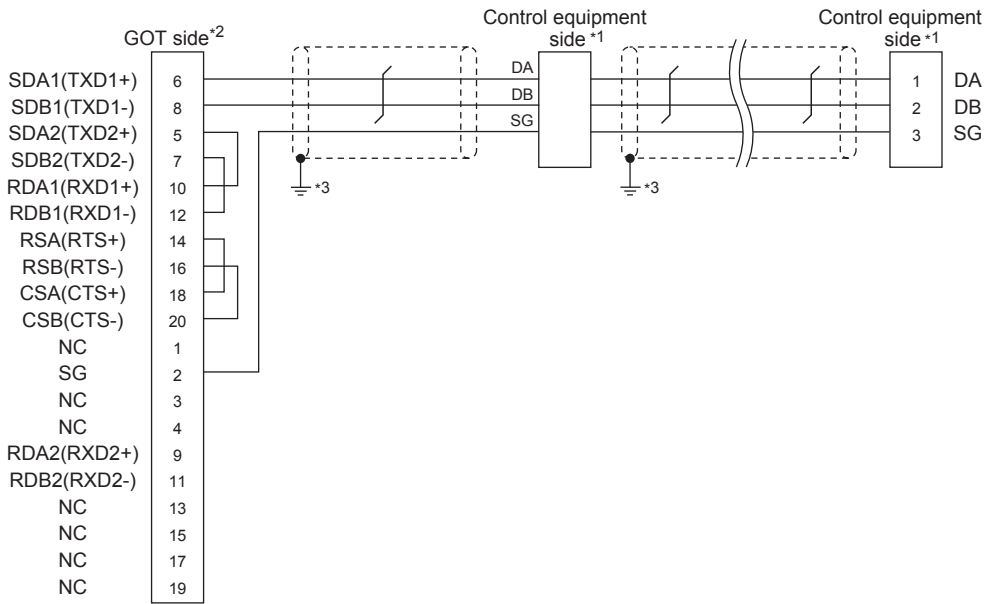 Control equipment
side *1
Control equipment
side *1
GOT side*2
SDA1(TXD1+) 6 DA 1 DA
SDB1(TXD1-) 8 DB 2 DB
SDA2(TXD2+) 5 SG 3 SG
SDB2(TXD2-) 7
RDA1(RXD1+) 10 *3 *3
RDB1(RXD1-) 12
RSA(RTS+) 14
RSB(RTS-) 16
CSA(CTS+) 18
CSB(CTS-) 20
NC 1
SG 2
NC 3
NC 4
RDA2(RXD2+) 9
RDB2(RXD2-) 11
NC 13
NC 15
NC 17
NC 19